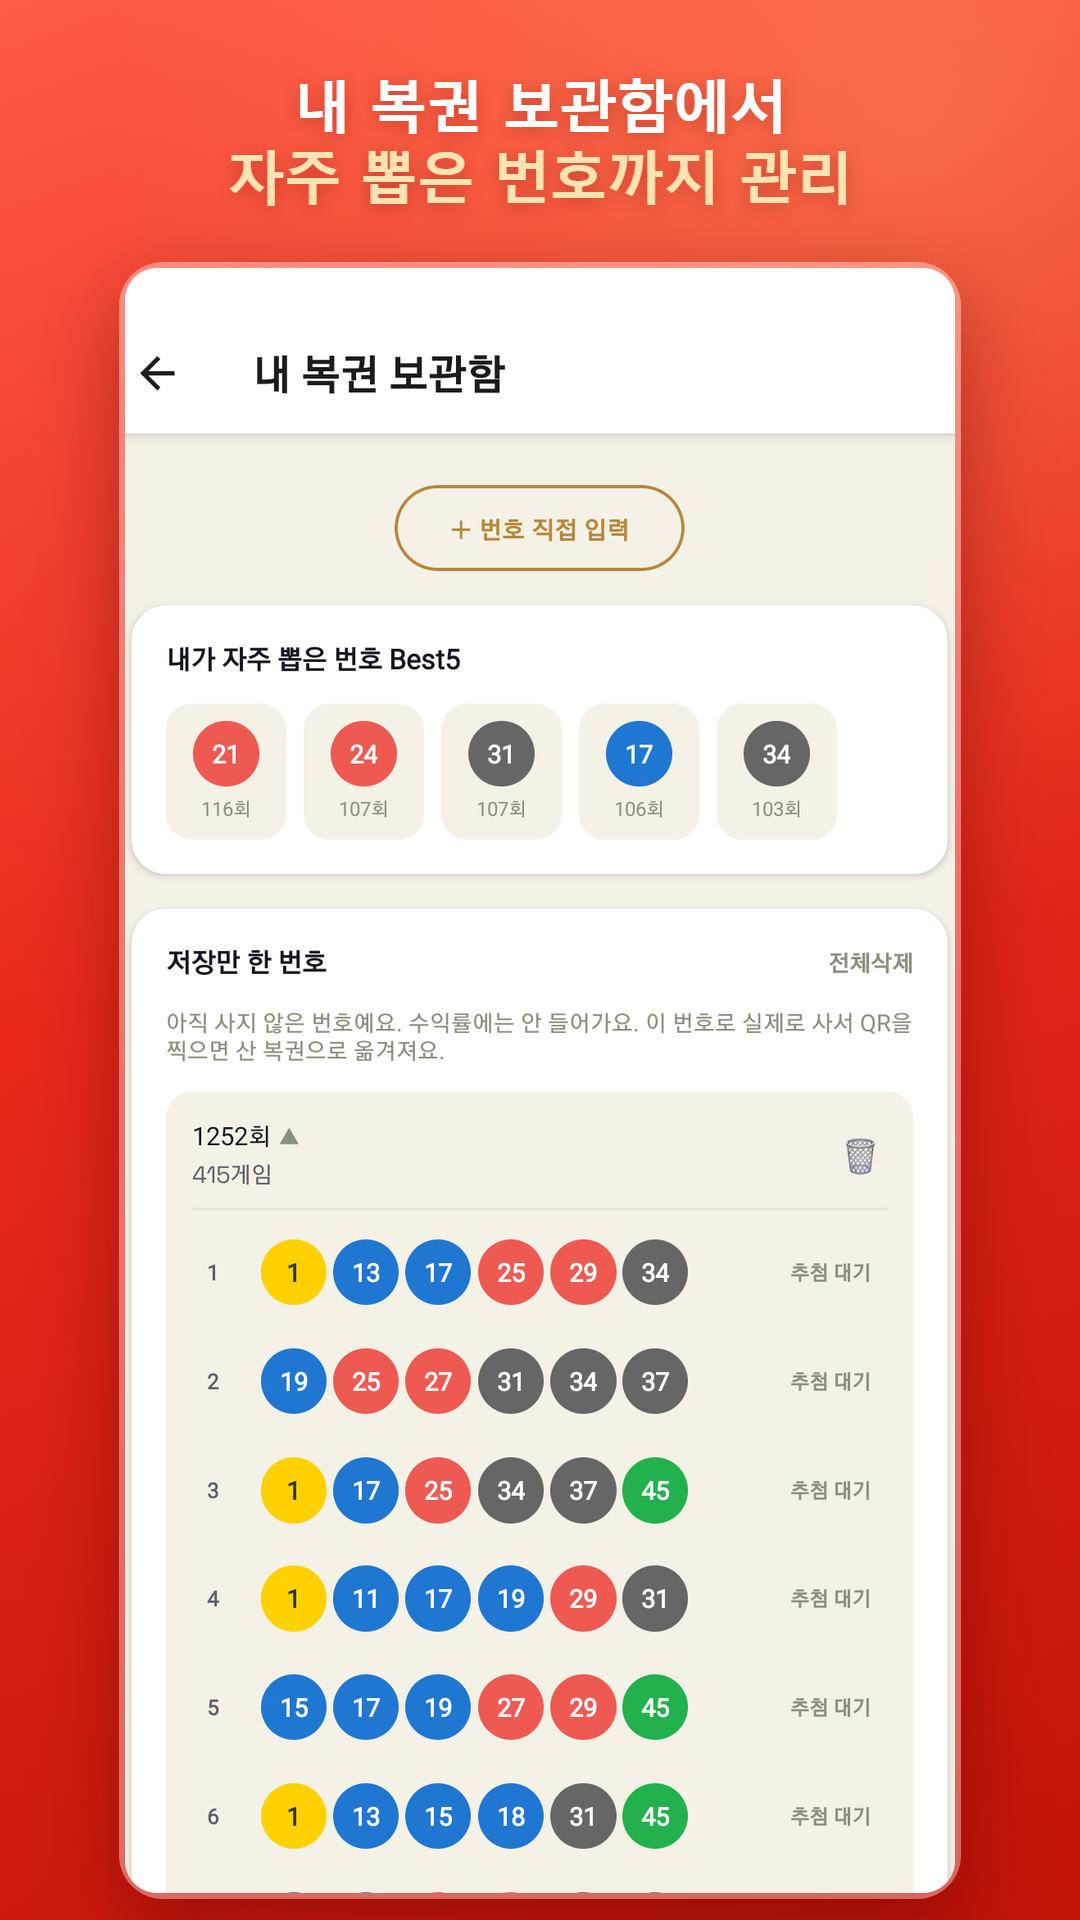 내 복권 보관함에서
자주 뽑은 번호까지 관리
내 복권 보관함
+ 번호 직접 입력
내가 자주 뽑은 번호 Best5
21 24 31 17 34
116회 107회 107회 106회 103회
저장만 한 번호 전체삭제
아직 사지 않은 번호예요. 수익률에는 안 들어가요. 이 번호로 실제로 사서 QR을
찍으면 산 복권으로 옮겨져요.
1252회 ▲
415게임
1 1 13 17 25 29 34 추첨 대기
2 19 25 27 31 34 37 추첨 대기
3 1 17 25 34 37 45 추첨 대기
4 1 11 17 19 29 31 추첨 대기
5 15 17 19 27 29 45 추첨 대기
6 1 13 15 18 31 45 추첨 대기